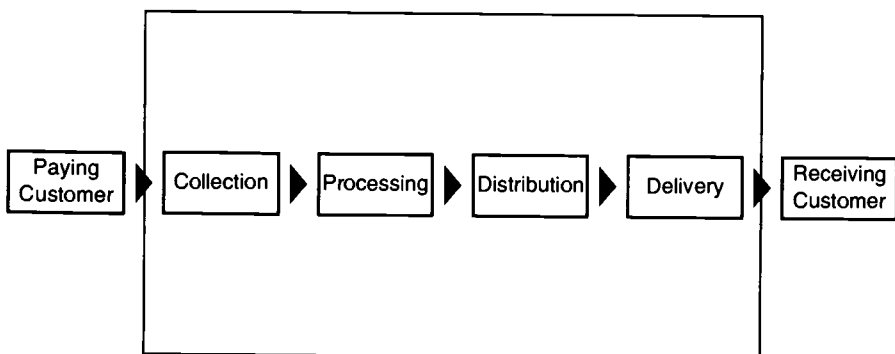 Paying
Customer
Collection
Processing
Distribution
Delivery
Receiving
Customer